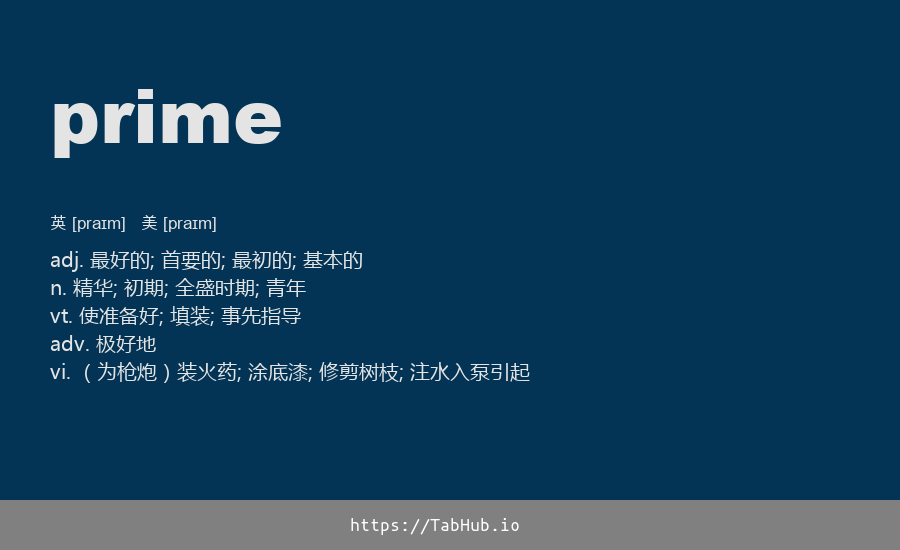 prime
英 [praɪm] 美 [praɪm]
adj. 最好的; 首要的; 最初的; 基本的
n. 精华; 初期; 全盛时期; 青年
vt. 使准备好; 填装; 事先指导
adv. 极好地
vi. （为枪炮）装火药; 涂底漆; 修剪树枝; 注水入泵引起
https://TabHub.io